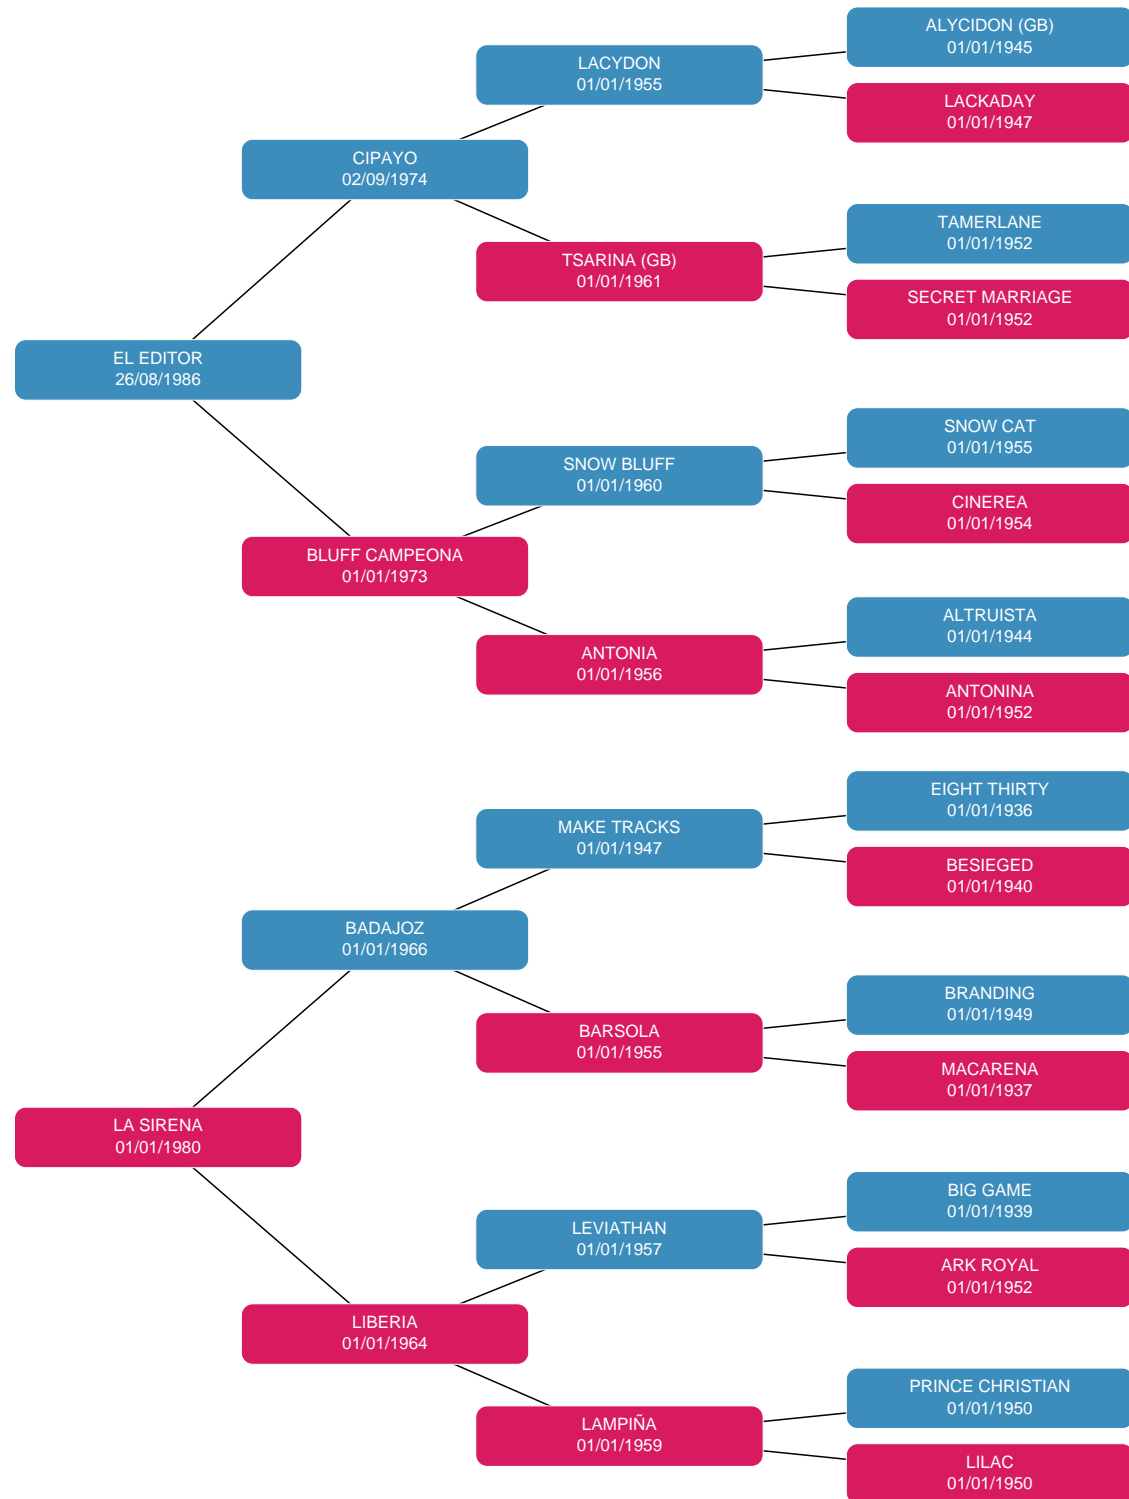 ALYCIDON (GB)
01/01/1945
LACYDON
01/01/1955
LACKADAY
01/01/1947
CIPAYO
02/09/1974
TAMERLANE
01/01/1952
TSARINA (GB)
01/01/1961
SECRET MARRIAGE
01/01/1952
EL EDITOR
26/08/1986
SNOW CAT
01/01/1955
SNOW BLUFF
01/01/1960
CINEREA
01/01/1954
BLUFF CAMPEONA
01/01/1973
ALTRUISTA
01/01/1944
ANTONIA
01/01/1956
ANTONINA
01/01/1952
EIGHT THIRTY
01/01/1936
MAKE TRACKS
01/01/1947
BESIEGED
01/01/1940
BADAJOZ
01/01/1966
BRANDING
01/01/1949
BARSOLA
01/01/1955
MACARENA
01/01/1937
LA SIRENA
01/01/1980
BIG GAME
01/01/1939
LEVIATHAN
01/01/1957
ARK ROYAL
01/01/1952
LIBERIA
01/01/1964
PRINCE CHRISTIAN
01/01/1950
LAMPIÑA
01/01/1959
LILAC
01/01/1950